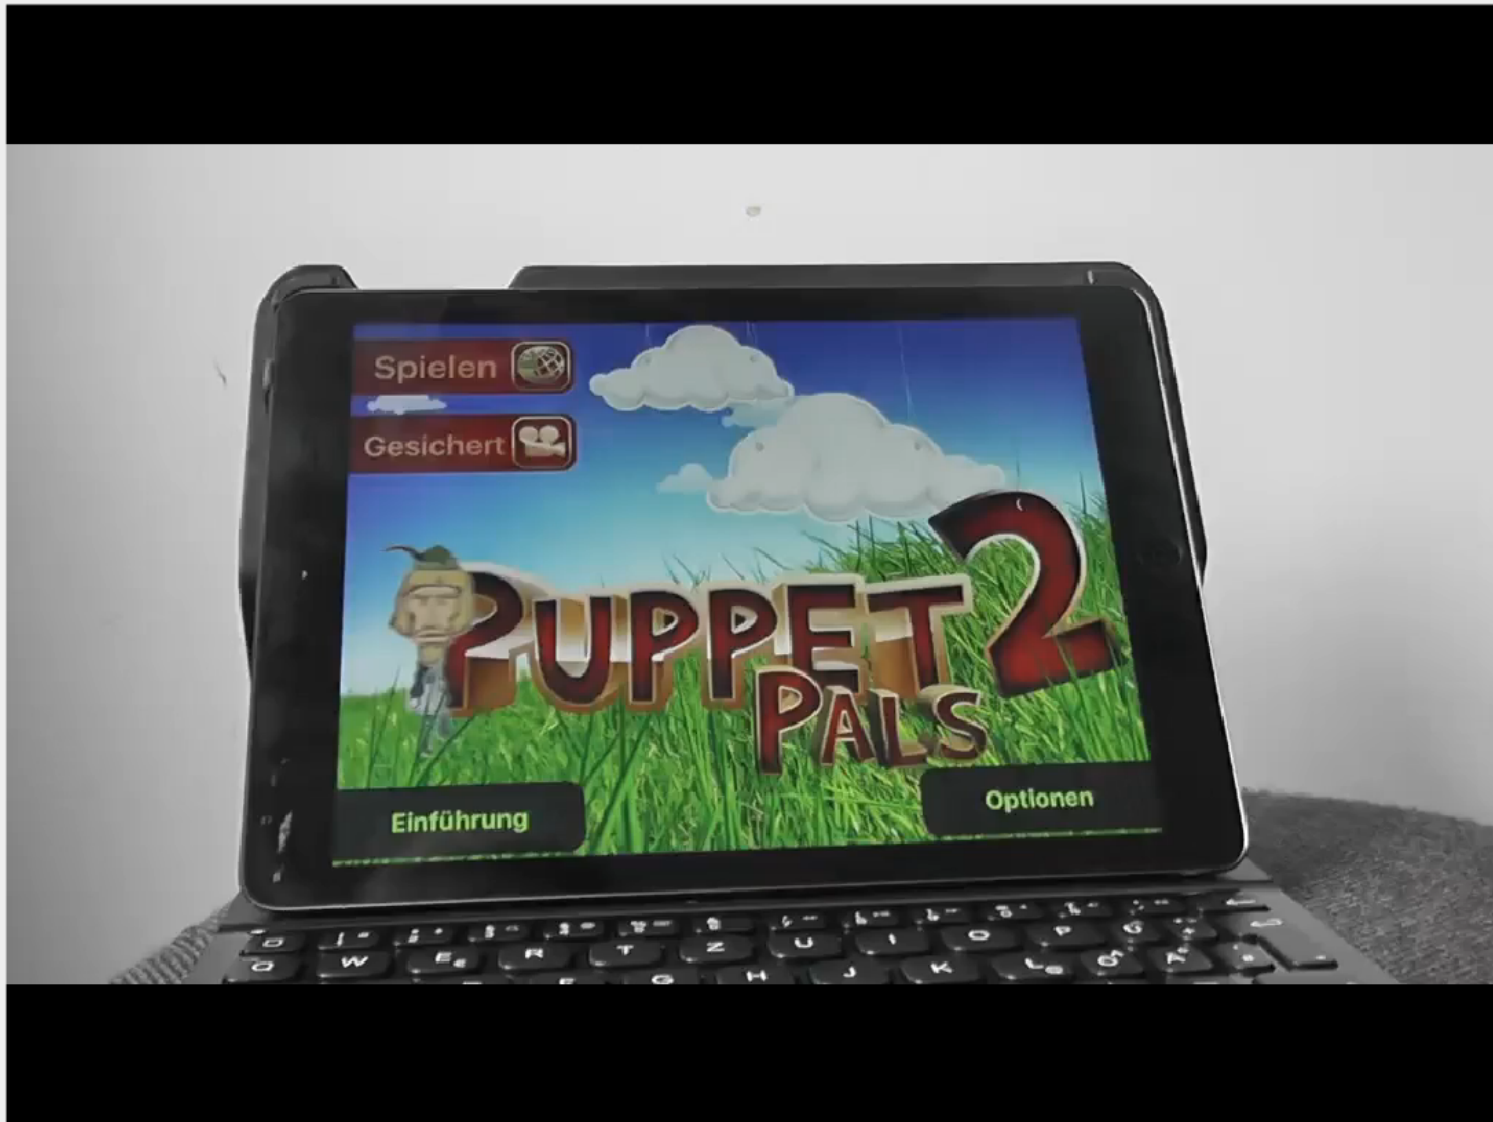 Spielen
Gesichert
PUPPET 2
PALS
Einführung
Optionen
Q W E R T Z U I O P
G H J K L Ö Ä